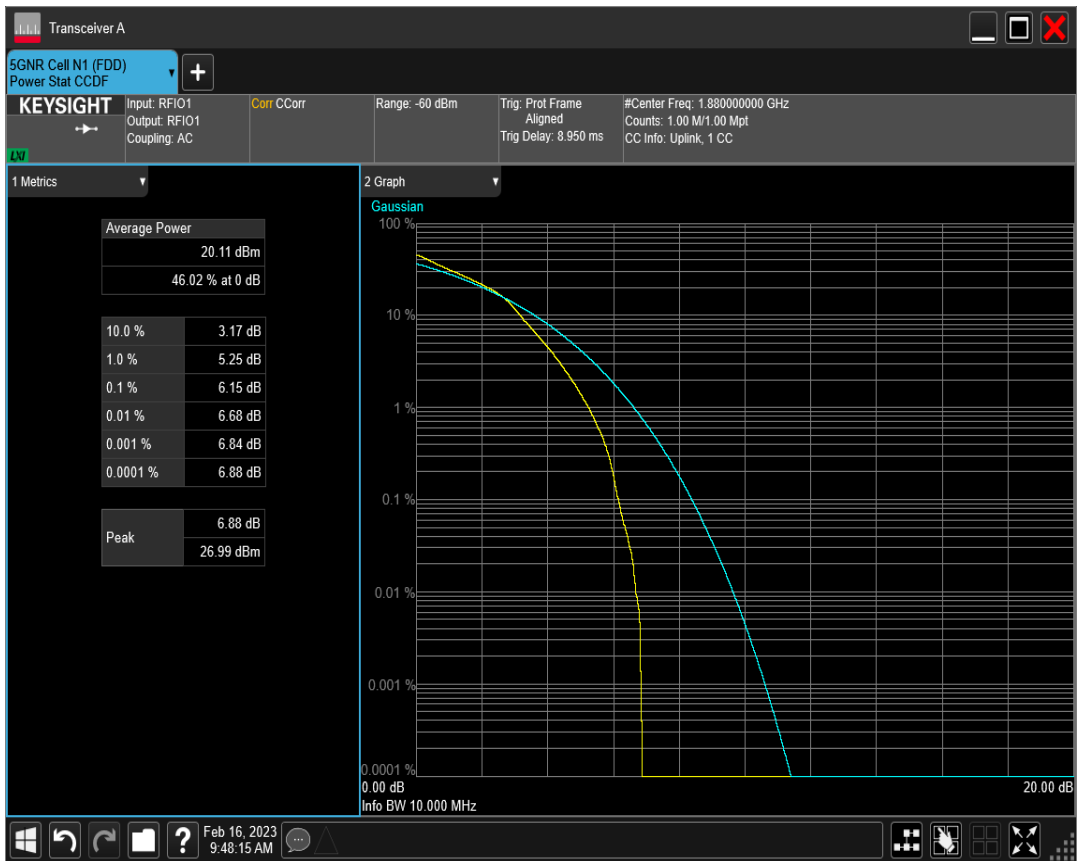 Transceiver A
5GNR Cell N1 (FDD)
Power Stat CCDF
KEYSIGHT
LXI
Input: RFIO1
Output: RFIO1
Coupling: AC
Corr CCorr
Range: -60 dBm
Trig: Prot Frame
Aligned
Trig Delay: 8.950 ms
#Center Freq: 1.880000000 GHz
Counts: 1.00 M/1.00 Mpt
CC Info: Uplink, 1 CC
1 Metrics
Average Power
20.11 dBm
46.02 % at 0 dB
10.0 % 3.17 dB
1.0 % 5.25 dB
0.1 % 6.15 dB
0.01 % 6.68 dB
0.001 % 6.84 dB
0.0001 % 6.88 dB
Peak
6.88 dB
26.99 dBm
2 Graph
Gaussian
100 %
10 %
1 %
0.1 %
0.01 %
0.001 %
0.0001 %
0.00 dB 20.00 dB
Info BW 10.000 MHz
?
Feb 16, 2023
9:48:15 AM